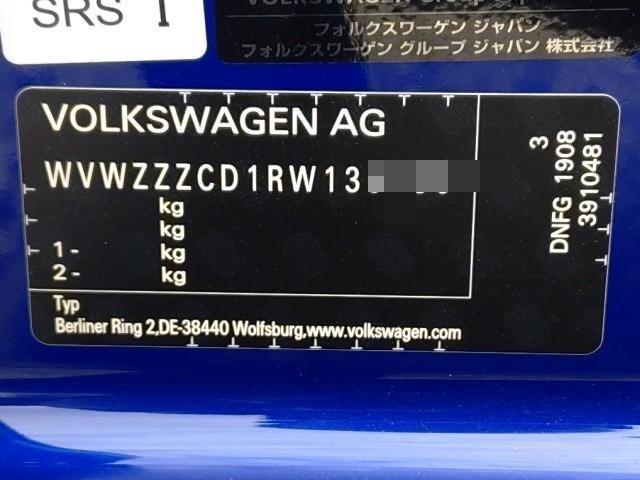 SRS I
VOLKSWAGEN Group
フォルクスワーゲン ジャパン
フォルクスワーゲン グループ ジャパン 株式会社
VOLKSWAGEN AG
WVWZZZCD1RW13
kg
kg
1- kg
2- kg
Typ
Berliner Ring 2,DE-38440 Wolfsburg,www.volkswagen.com
3
DNFG 1908
3910481